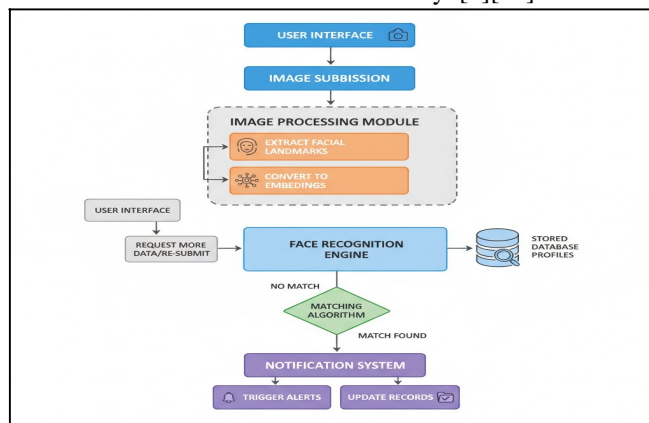 USER INTERFACE
IMAGE SUBBISSION
IMAGE PROCESSING MODULE
EXTRACT FACIAL
LANDMARKS
CONVERT TO
EMBEDINGS
USER INTERFACE
REQUEST MORE
DATA/RE-SUBMIT
FACE RECOGNITION
ENGINE
STORED
DATABASE
PROFILES
NO MATCH
MATCHING
ALGORITHM
MATCH FOUND
NOTIFICATION SYSTEM
TRIGGER ALERTS
UPDATE RECORDS